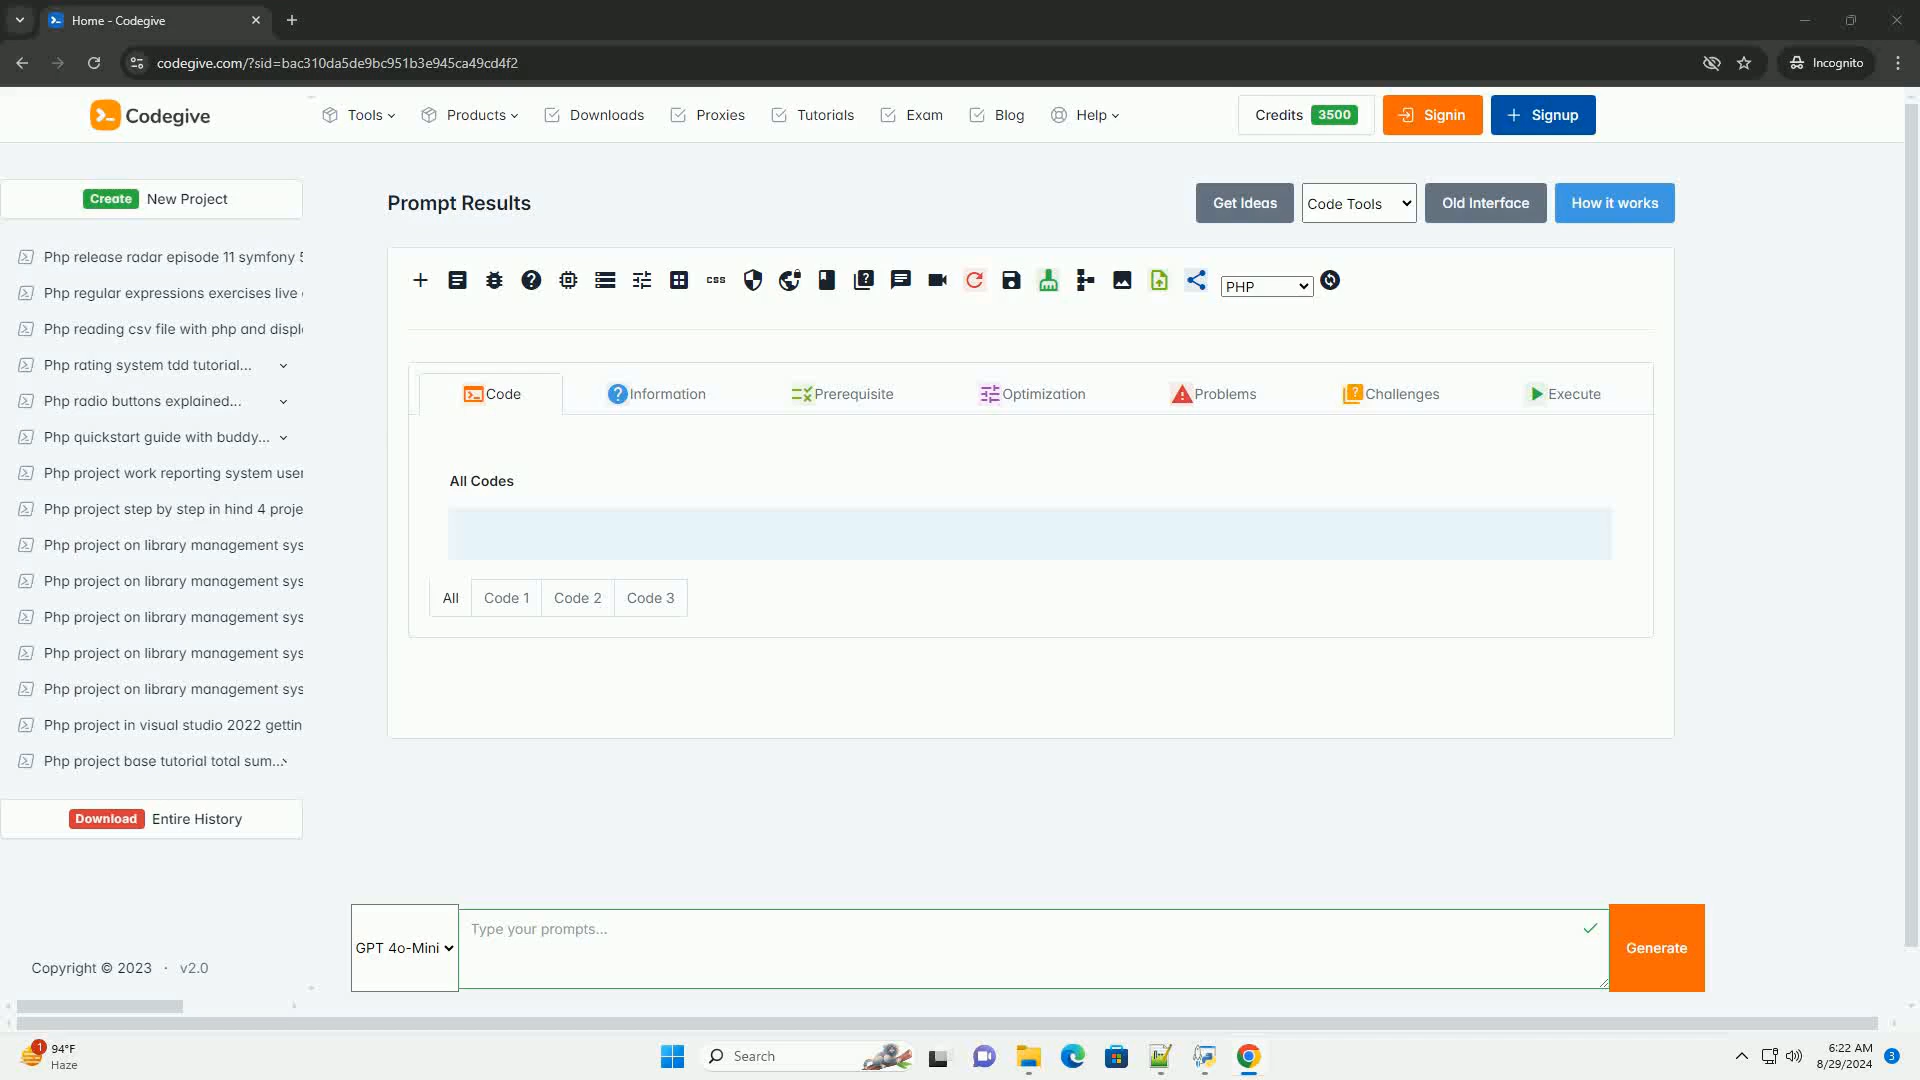 Home - Codegive
codegive.com/?sid=bac310da5de9bc951b3e945ca49cd4f2
Incognito
Codegive
Tools
Products
Downloads
Proxies
Tutorials
Exam
Blog
Help
Credits 3500
Signin
Signup
Create New Project
Php release radar episode 11 symfony 5
Php regular expressions exercises live
Php reading csv file with php and displ
Php rating system tdd tutorial...
Php radio buttons explained...
Php quickstart guide with buddy...
Php project work reporting system user
Php project step by step in hind 4 proje
Php project on library management sys
Php project on library management sys
Php project on library management sys
Php project on library management sys
Php project on library management sys
Php project in visual studio 2022 gettin
Php project base tutorial total sum...
Download Entire History
Copyright © 2023 · v2.0
Prompt Results
Get Ideas
Code Tools
Old Interface
How it works
css
PHP
Code
Information
Prerequisite
Optimization
Problems
Challenges
Execute
All Codes
All
Code 1
Code 2
Code 3
GPT 4o-Mini
Type your prompts...
Generate
1
94°F
Haze
Search
6:22 AM
8/29/2024
3